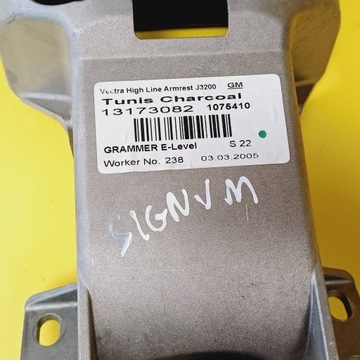 Vectra High Line Armrest J3200 GM
Tunis Charcoal
13173082 1075410
GRAMMER E-Level S 22
Worker No. 238 03.03.2005
SIGNVM